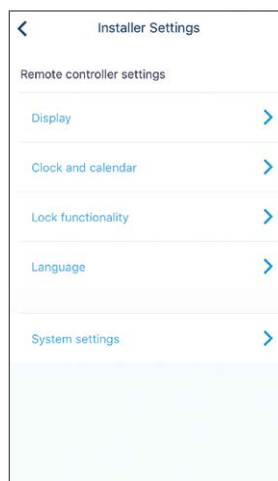 Installer Settings
Remote controller settings
Display
Clock and calendar
Lock functionality
Language
System settings